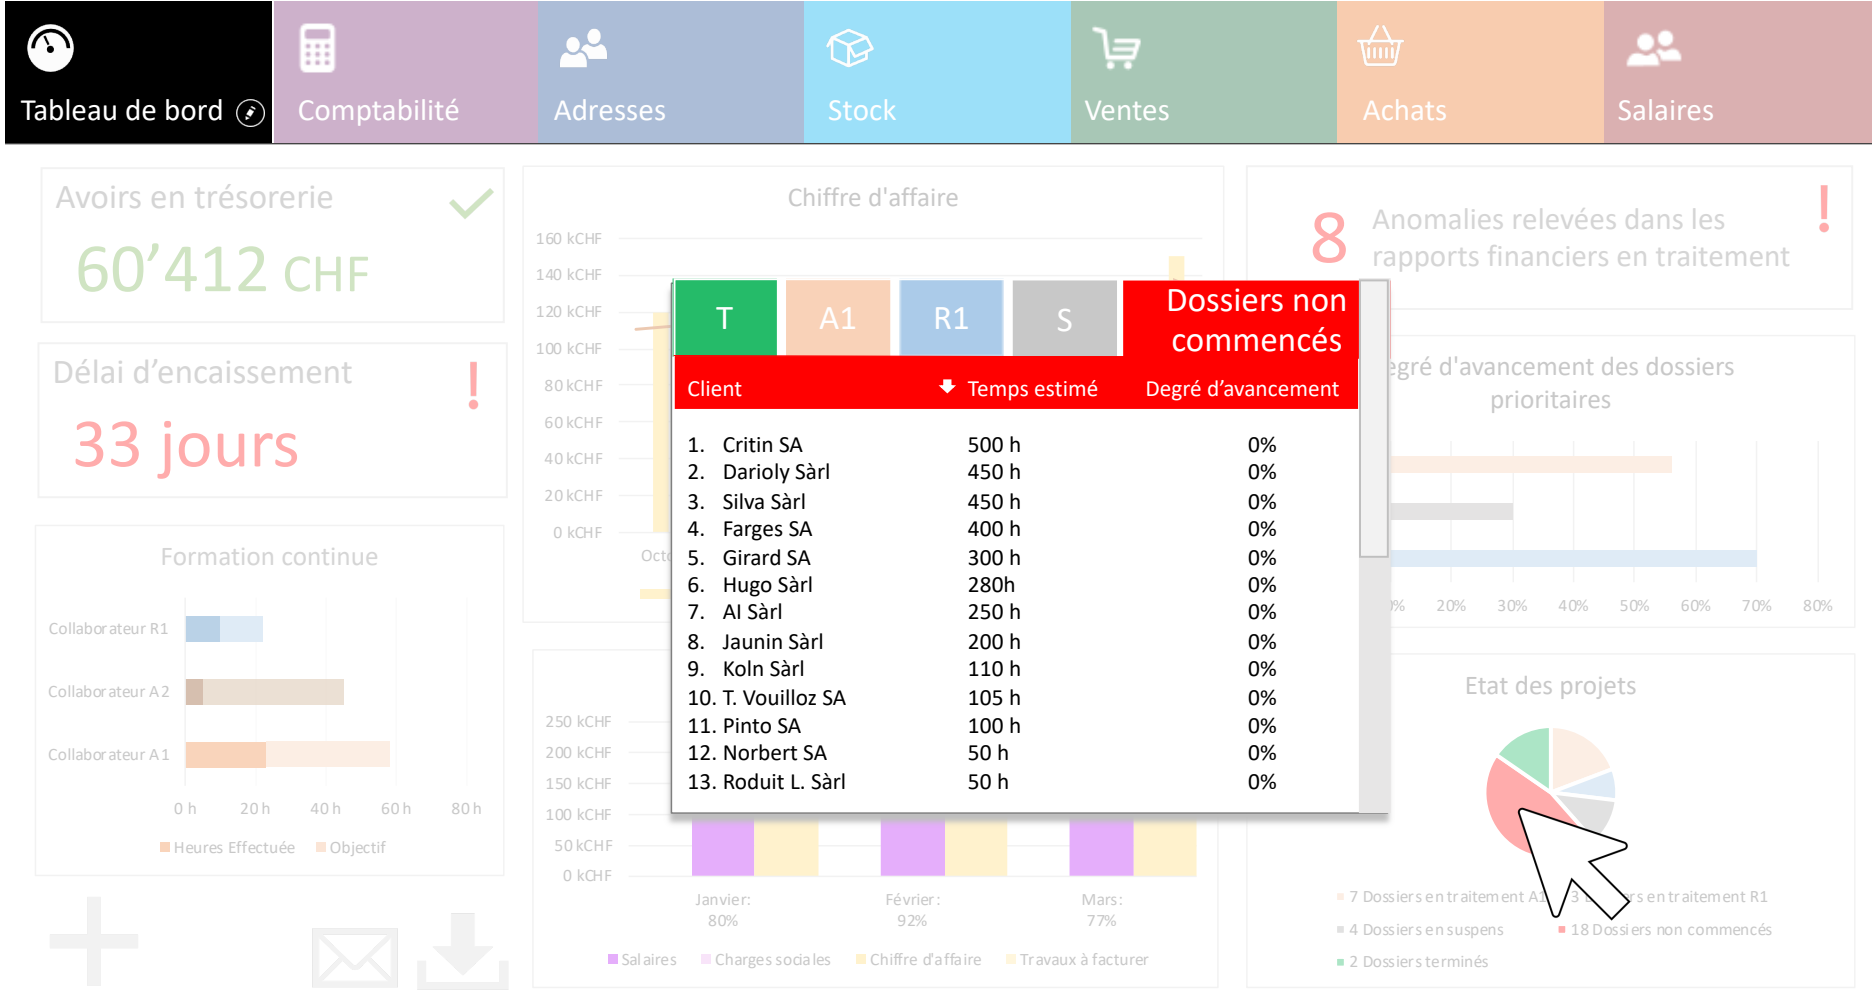 Tableau de bord
Comptabilité
Adresses
Stock
Ventes
Achats
Salaires
Avoirs en trésorerie
60’412 CHF
Délai d’encaissement
!
33 jours
Formation continue
Collaborateur R1
Collaborateur A2
Collaborateur A1
0 h 20 h 40 h 60 h 80 h
Heures Effectuée Objectif
Chiffre d'affaire
160 kCHF
140 kCHF
120 kCHF
100 kCHF
80 kCHF
60 kCHF
40 kCHF
20 kCHF
0 kCHF
Octo
T A1 R1 S
Dossiers non
commencés
Client Temps estimé Degré d’avancement
1. Critin SA 500 h 0%
2. Darioly Sàrl 450 h 0%
3. Silva Sàrl 450 h 0%
4. Farges SA 400 h 0%
5. Girard SA 300 h 0%
6. Hugo Sàrl 280h 0%
7. AI Sàrl 250 h 0%
8. Jaunin Sàrl 200 h 0%
9. Koln Sàrl 110 h 0%
10. T. Vouilloz SA 105 h 0%
11. Pinto SA 100 h 0%
12. Norbert SA 50 h 0%
13. Roduit L. Sàrl 50 h 0%
250 kCHF
200 kCHF
150 kCHF
100 kCHF
50 kCHF
0 kCHF
Janvier: Février: Mars:
80% 92% 77%
Salaires Charges sociales Chiffre d'affaire Travaux à facturer
8
Anomalies relevées dans les
rapports financiers en traitement
!
egré d'avancement des dossiers
prioritaires
% 20% 30% 40% 50% 60% 70% 80%
Etat des projets
7 Dossiers en traitement A1 3 D rs en traitement R1
4 Dossiers en suspens 18 Dossiers non commencés
2 Dossiers terminés